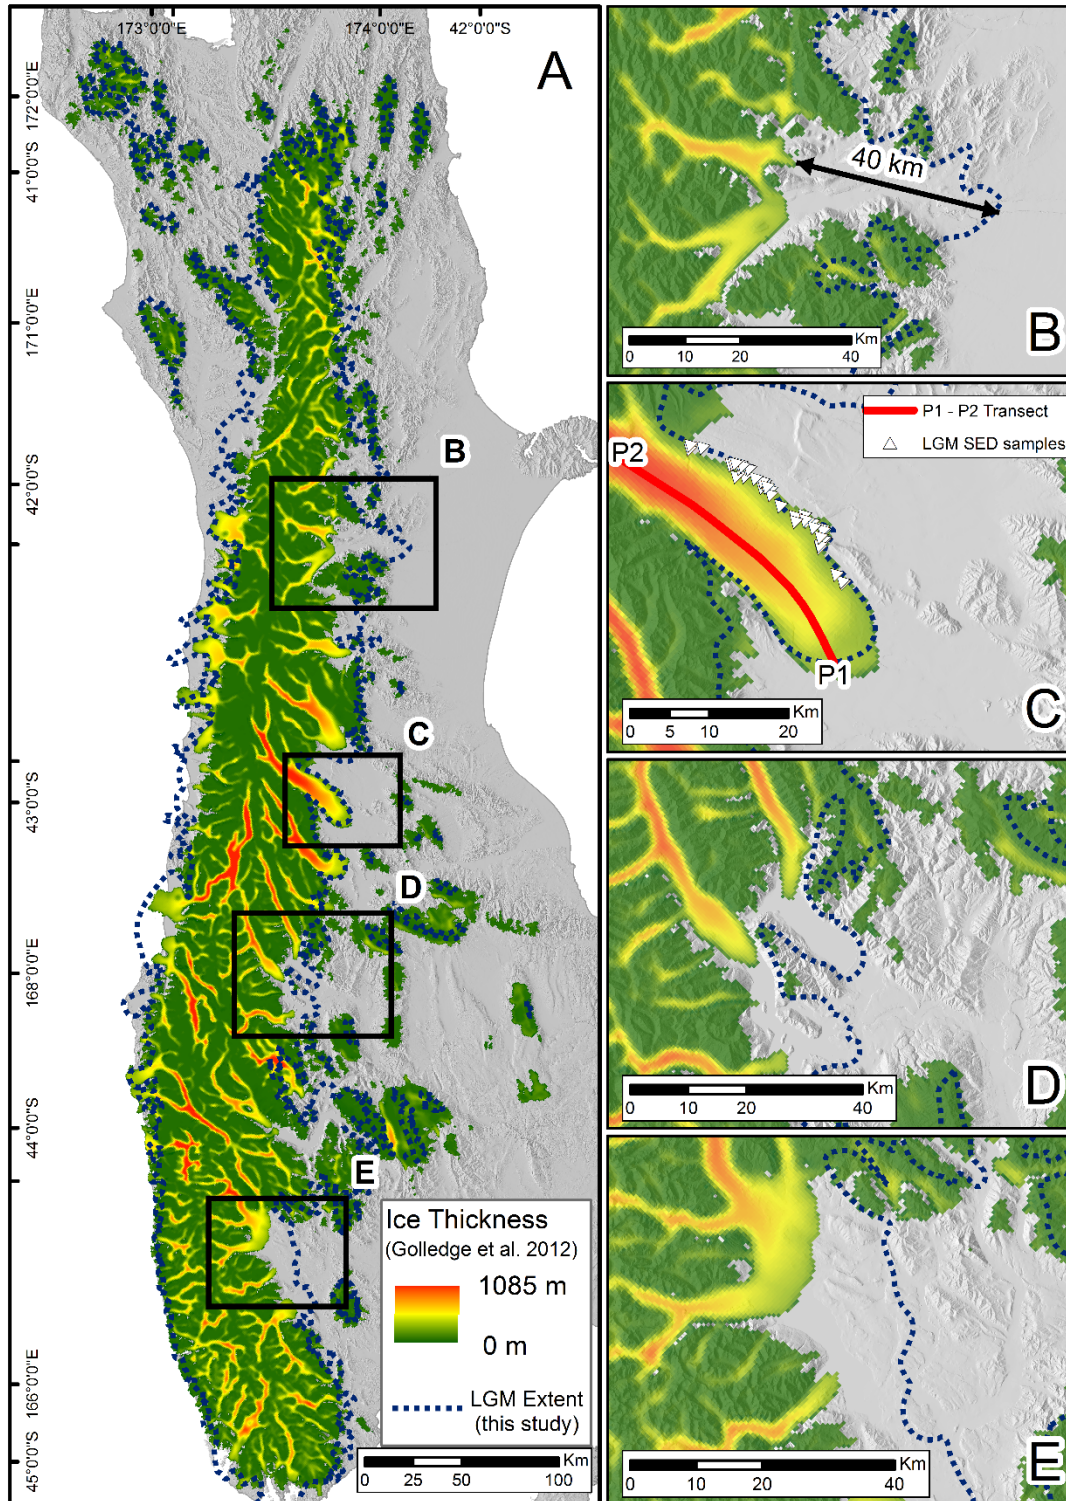 173°0'0"E
174°0'0"E
42°0'0"S
A
172°0'0"E
41°0'0"S
171°0'0"E
42°0'0"S
43°0'0"S
168°0'0"E
44°0'0"S
166°0'0"E
45°0'0"S
B
C
D
E
Ice Thickness
(Golledge et al. 2012)
1085 m
0 m
LGM Extent
(this study)
Km
0 25 50 100
40 km
Km
0 10 20 40
B
P1 - P2 Transect
LGM SED samples
P2
P1
Km
0 5 10 20
C
Km
0 10 20 40
D
Km
0 10 20 40
E